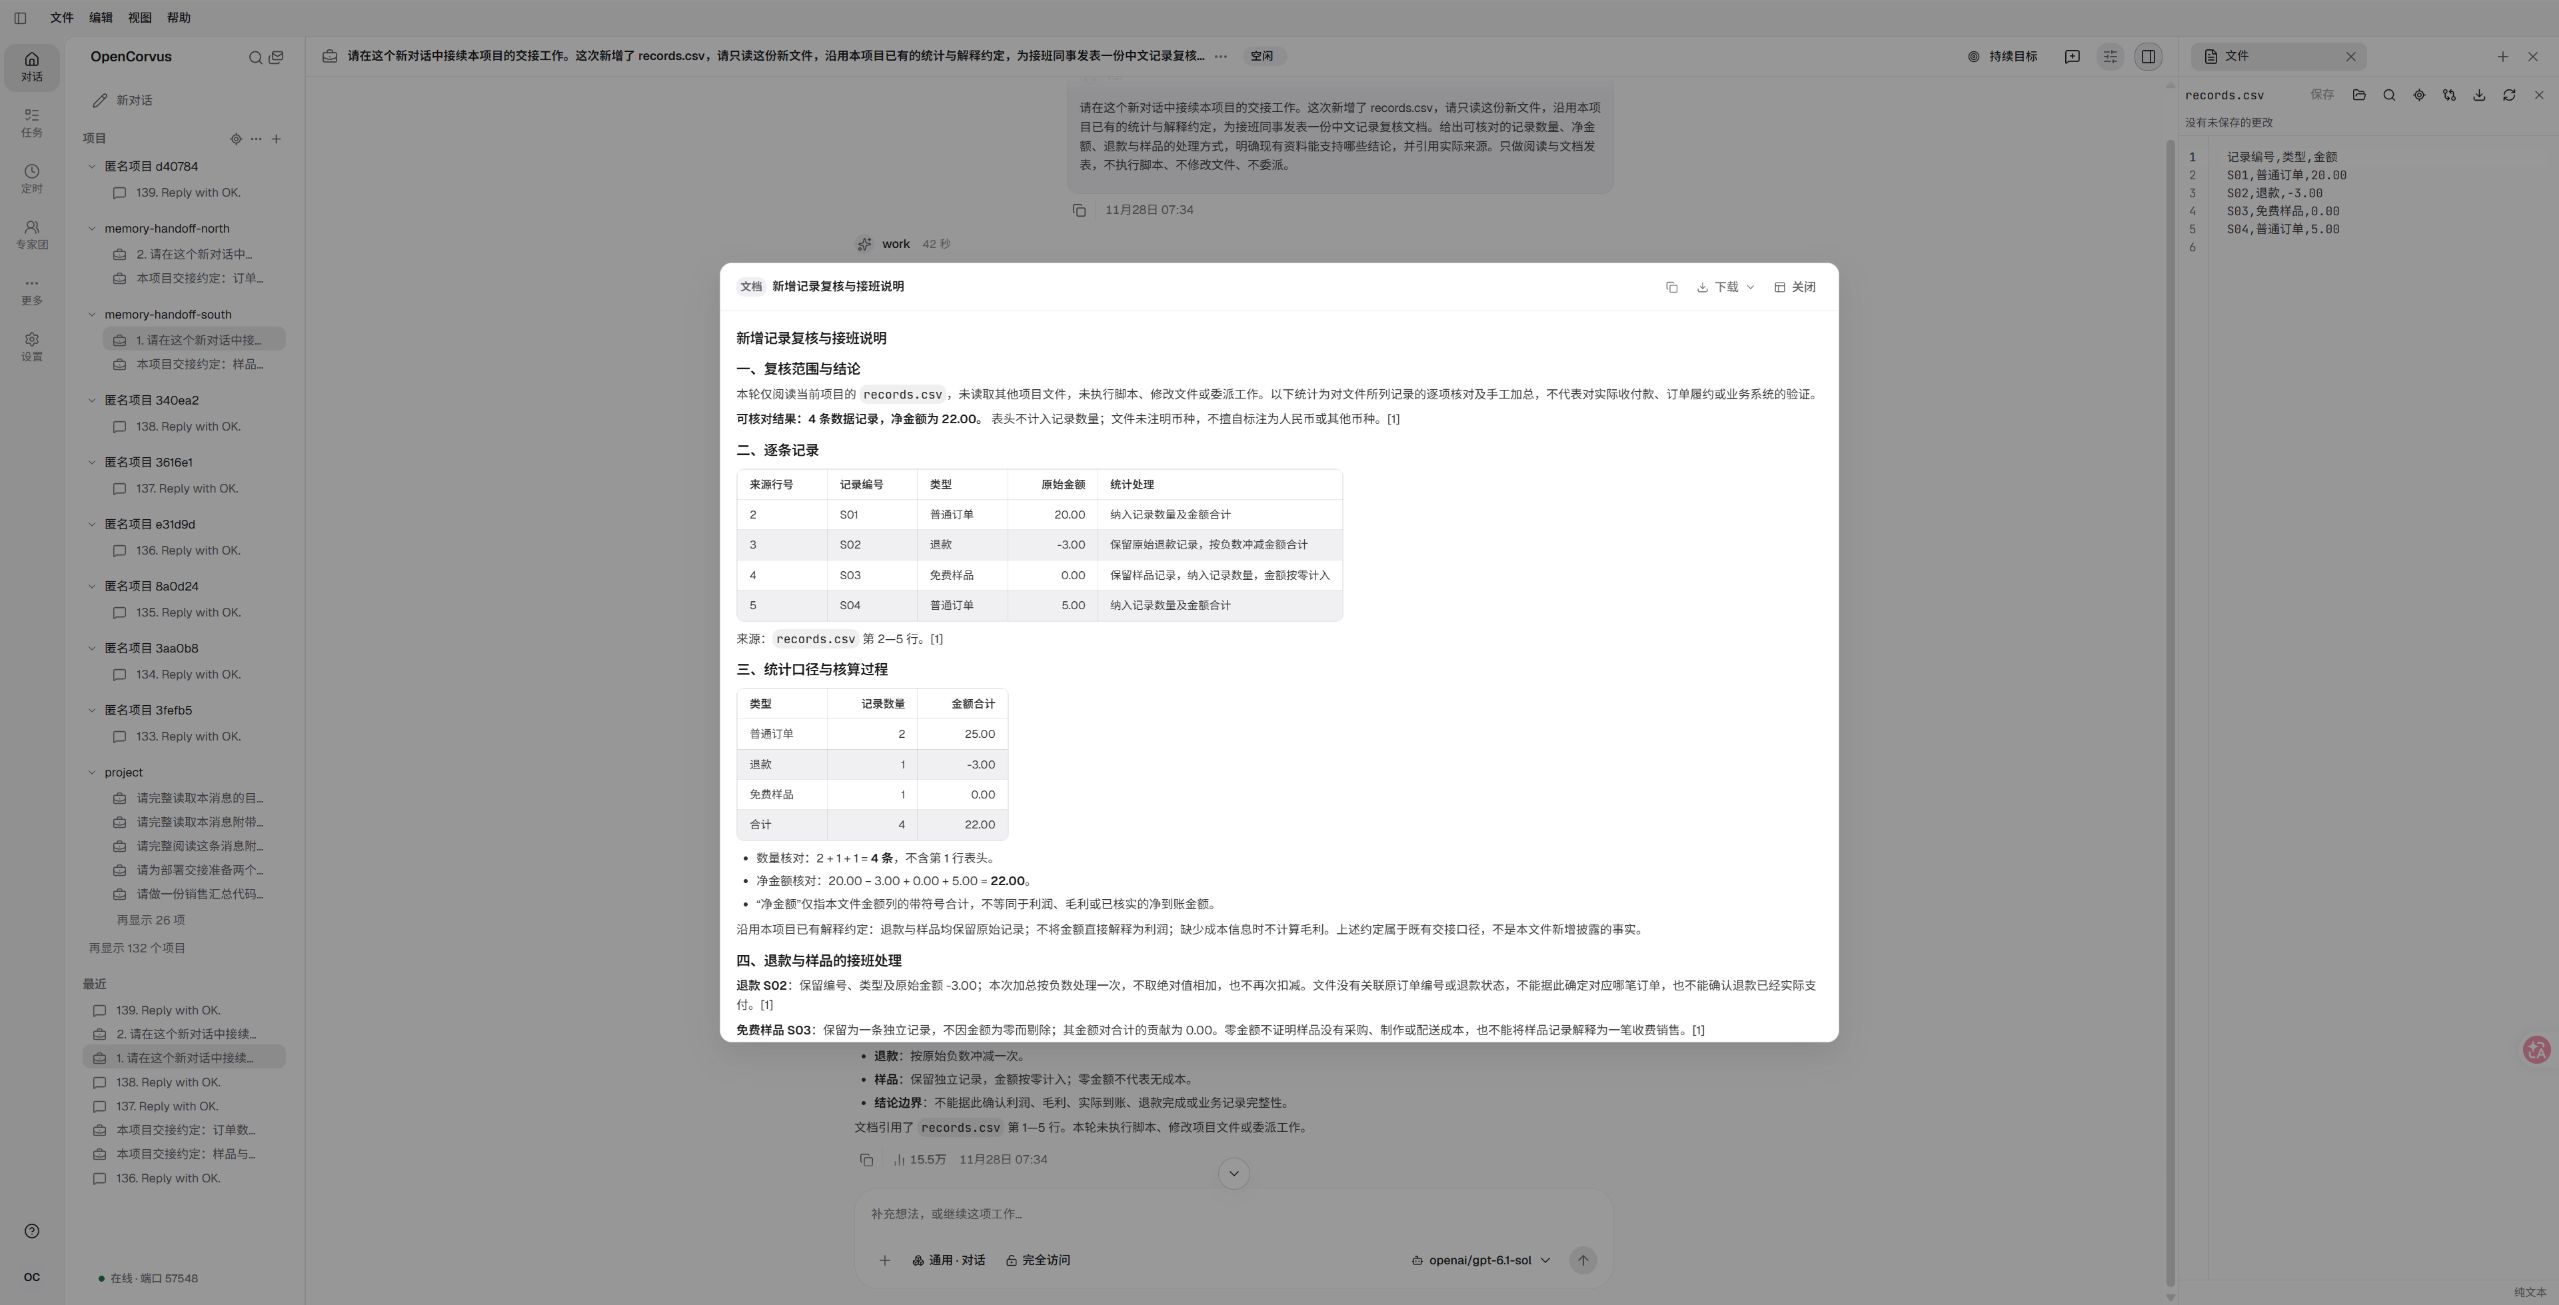 文件 编辑 视图 帮助
对话
任务
定时
专家团
更多
设置
OC
OpenCorvus
新对话
项目
匿名项目 d40784
139. Reply with OK.
memory-handoff-north
2. 请在这个新对话中...
本项目交接约定：订单...
memory-handoff-south
1. 请在这个新对话中接...
本项目交接约定：样品...
匿名项目 340ea2
138. Reply with OK.
匿名项目 3616e1
137. Reply with OK.
匿名项目 e31d9d
136. Reply with OK.
匿名项目 8a0d24
135. Reply with OK.
匿名项目 3aa0b8
134. Reply with OK.
匿名项目 3fefb5
133. Reply with OK.
project
请完整读取本消息的目...
请完整读取本消息附带...
请完整阅读这条消息附...
请为部署交接准备两个...
请做一份销售汇总代码...
再显示 26 项
再显示 132 个项目
最近
139. Reply with OK.
2. 请在这个新对话中接续...
1. 请在这个新对话中接续...
138. Reply with OK.
137. Reply with OK.
本项目交接约定：订单数...
本项目交接约定：样品与...
136. Reply with OK.
在线 · 端口 57548
请在这个新对话中接续本项目的交接工作。这次新增了 records.csv，请只读这份新文件，沿用本项目已有的统计与解释约定，为接班同事发表一份中文记录复核... 空闲
持续目标
请在这个新对话中接续本项目的交接工作。这次新增了 records.csv，请只读这份新文件，沿用本项
目已有的统计与解释约定，为接班同事发表一份中文记录复核文档。给出可核对的记录数量、净金
额、退款与样品的处理方式，明确现有资料能支持哪些结论，并引用实际来源。只做阅读与文档发
表，不执行脚本、不修改文件、不委派。
11月28日 07:34
work 42 秒
文档 新增记录复核与接班说明 下载 关闭
新增记录复核与接班说明
一、复核范围与结论
本轮仅阅读当前项目的 records.csv，未读取其他项目文件，未执行脚本、修改文件或委派工作。以下统计为对文件所列记录的逐项核对及手工加总，不代表对实际收付款、订单履约或业务系统的验证。
可核对结果：4 条数据记录，净金额为 22.00。 表头不计入记录数量；文件未注明币种，不擅自标注为人民币或其他币种。[1]
二、逐条记录
来源行号 记录编号 类型 原始金额 统计处理
2 S01 普通订单 20.00 纳入记录数量及金额合计
3 S02 退款 -3.00 保留原始退款记录，按负数冲减金额合计
4 S03 免费样品 0.00 保留样品记录，纳入记录数量，金额按零计入
5 S04 普通订单 5.00 纳入记录数量及金额合计
来源： records.csv 第 2—5 行。[1]
三、统计口径与核算过程
类型 记录数量 金额合计
普通订单 2 25.00
退款 1 -3.00
免费样品 1 0.00
合计 4 22.00
• 数量核对：2 + 1 + 1 = 4 条，不含第 1 行表头。
• 净金额核对：20.00 − 3.00 + 0.00 + 5.00 = 22.00。
• “净金额”仅指本文件金额列的带符号合计，不等同于利润、毛利或已核实的净到账金额。
沿用本项目已有解释约定：退款与样品均保留原始记录；不将金额直接解释为利润；缺少成本信息时不计算毛利。上述约定属于既有交接口径，不是本文件新增披露的事实。
四、退款与样品的接班处理
退款 S02：保留编号、类型及原始金额 -3.00；本次加总按负数处理一次，不取绝对值相加，也不再次扣减。文件没有关联原订单编号或退款状态，不能据此确定对应哪笔订单，也不能确认退款已经实际支
付。[1]
免费样品 S03：保留为一条独立记录，不因金额为零而剔除；其金额对合计的贡献为 0.00。零金额不证明样品没有采购、制作或配送成本，也不能将样品记录解释为一笔收费销售。[1]
• 退款：按原始负数冲减一次。
• 样品：保留独立记录，金额按零计入；零金额不代表无成本。
• 结论边界：不能据此确认利润、毛利、实际到账、退款完成或业务记录完整性。
文档引用了 records.csv 第 1—5 行。本轮未执行脚本、修改项目文件或委派工作。
15.5万 11月28日 07:34
补充想法，或继续这项工作...
通用 · 对话 完全访问 openai/gpt-6.1-sol
文件
records.csv 保存
没有未保存的更改
1 记录编号,类型,金额
2 S01,普通订单,20.00
3 S02,退款,-3.00
4 S03,免费样品,0.00
5 S04,普通订单,5.00
6
纯文本